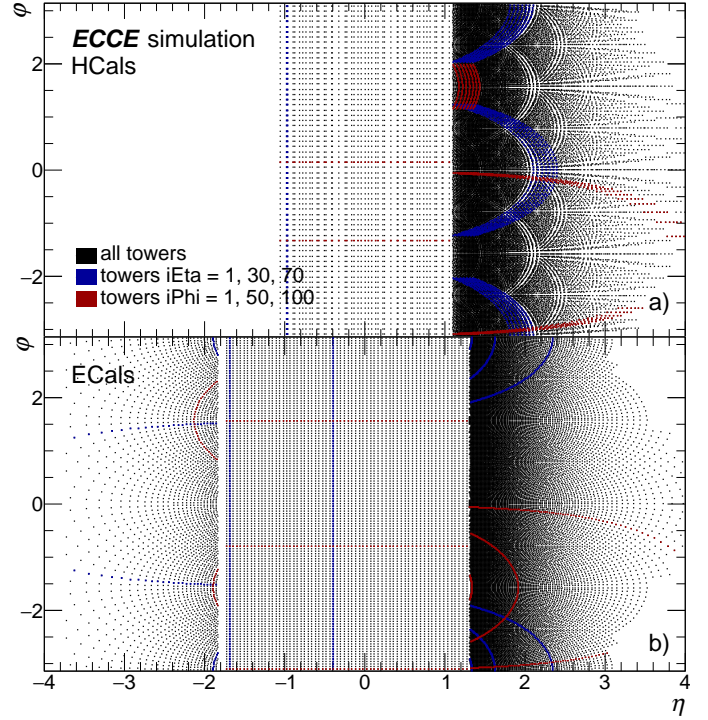 φ
ECCE simulation
HCals
2
0
−2
all towers
towers iEta = 1, 30, 70
towers iPhi = 1, 50, 100
a)
φ
ECals
2
0
−2
b)
−4 −3 −2 −1 0 1 2 3 4
η